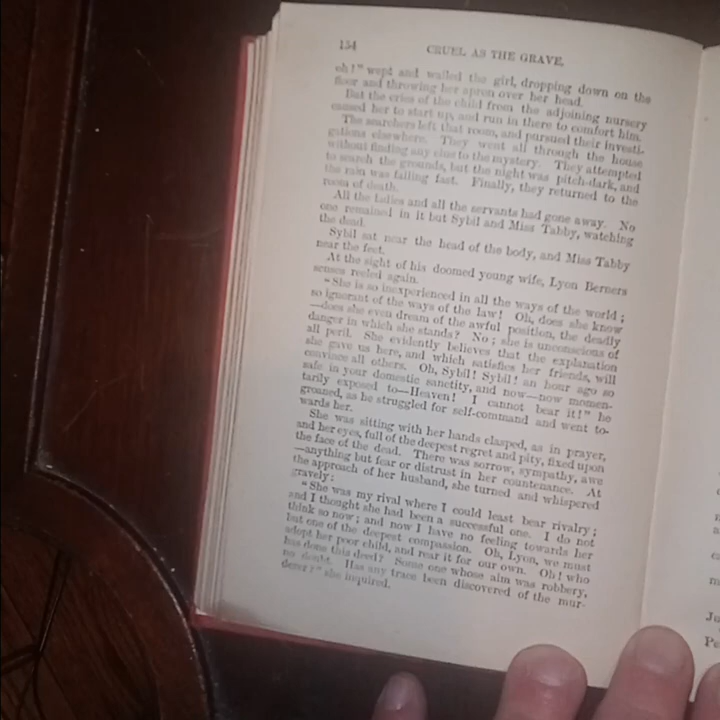 154 CRUEL AS THE GRAVE.
oh!" wept and wailed the girl, dropping down on the
floor and throwing her apron over her head.
But the cries of the child from the adjoining nursery
caused her to start up, and run in there to comfort him.
The searchers left that room, and pursued their investi-
gations elsewhere. They went all through the house
without finding any clue to the mystery. They attempted
to search the grounds, but the night was pitch-dark, and
the rain was falling fast. Finally, they returned to the
room of death.
All the ladies and all the servants had gone away. No
one remained in it but Sybil and Miss Tabby, watching
the dead.
Sybil sat near the head of the body, and Miss Tabby
near the feet.
At the sight of his doomed young wife, Lyon Berners
senses reeled again.
"She is so inexperienced in all the ways of the world;
so ignorant of the ways of the law! Oh, does she know
—does she even dream of the awful position, the deadly
danger in which she stands? No; she is unconscious of
all peril. She evidently believes that the explanation
she gave us here, and which satisfies her friends, will
convince all others. Oh, Sybil! Sybil! an hour ago so
safe in your domestic sanctity, and now—now momen-
tarily exposed to—Heaven! I cannot bear it!" he
groaned, as he struggled for self-command and went to-
wards her.
She was sitting with her hands clasped, as in prayer,
and her eyes, full of the deepest regret and pity, fixed upon
the face of the dead. There was sorrow, sympathy, awe
—anything but fear or distrust in her countenance. At
the approach of her husband, she turned and whispered
gravely:
"She was my rival where I could least bear rivalry;
and I thought she had been a successful one. I do not
think so now; and now I have no feeling towards her
but one of the deepest compassion. Oh, Lyon, we must
adopt her poor child, and rear it for our own. Oh! who
has done this deed? Some one whose aim was robbery,
no doubt. Has any trace been discovered of the mur-
derer?" she inquired.
Ju
Pe